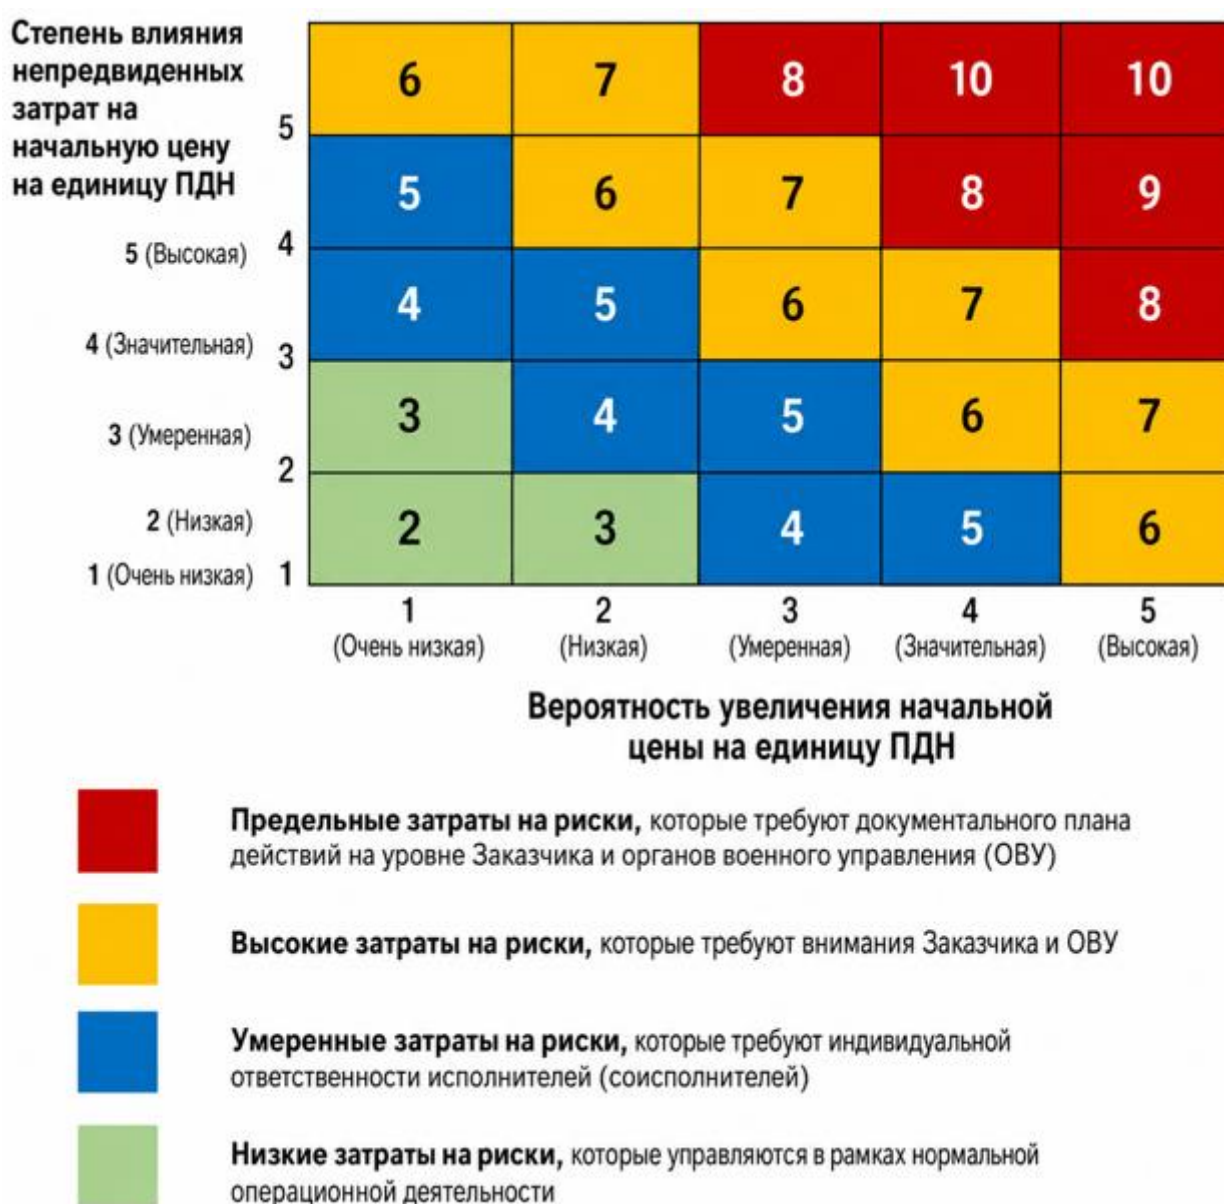 Степень влияния
непредвиденных
затрат на
начальную цену
на единицу ПДН
5 (Высокая)
4 (Значительная)
3 (Умеренная)
2 (Низкая)
1 (Очень низкая)
5
6 7 8 10 10
4
5 6 7 8 9
3
4 5 6 7 8
2
3 4 5 6 7
1
2 3 4 5 6
1 2 3 4 5
(Очень низкая) (Низкая) (Умеренная) (Значительная) (Высокая)
Вероятность увеличения начальной
цены на единицу ПДН
Предельные затраты на риски, которые требуют документального плана
действий на уровне Заказчика и органов военного управления (ОВУ)
Высокие затраты на риски, которые требуют внимания Заказчика и ОВУ
Умеренные затраты на риски, которые требуют индивидуальной
ответственности исполнителей (соисполнителей)
Низкие затраты на риски, которые управляются в рамках нормальной
операционной деятельности